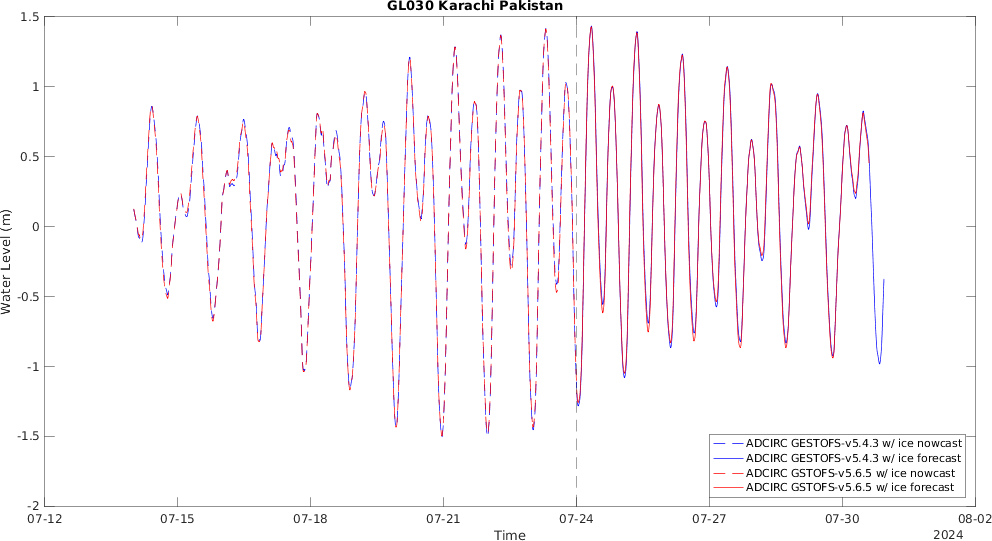 GL030 Karachi Pakistan
Water Level (m)
1.5
1
0.5
0
-0.5
-1
-1.5
-2
07-12
07-15
07-18
07-21
07-24
07-27
07-30
08-02
Time
2024
ADCIRC GESTOFS-v5.4.3 w/ ice nowcast
ADCIRC GESTOFS-v5.4.3 w/ ice forecast
ADCIRC GSTOFS-v5.6.5 w/ ice nowcast
ADCIRC GSTOFS-v5.6.5 w/ ice forecast